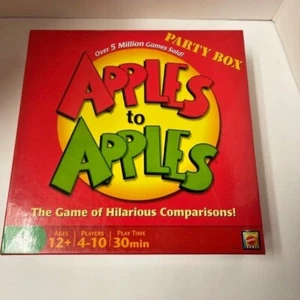 PARTY BOX
Over 5 Million Games Sold!
APPLES
to
APPLES
The Game of Hilarious Comparisons!
AGES PLAYERS PLAY TIME
12+ 4-10 30min